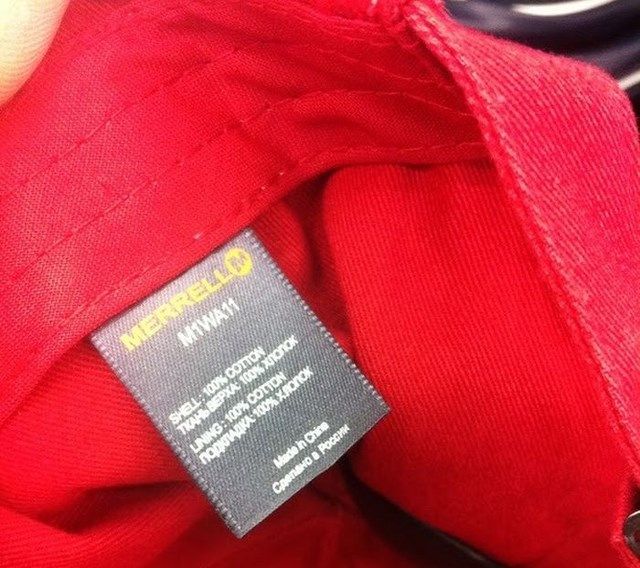 MERRELL
M1WA11
SHELL: 100% COTTON
ТКАНЬ ВЕРХА: 100% ХЛОПОК
LINING: 100% COTTON
ПОДКЛАДКА: 100% ХЛОПОК
Made in China
Сделано в России